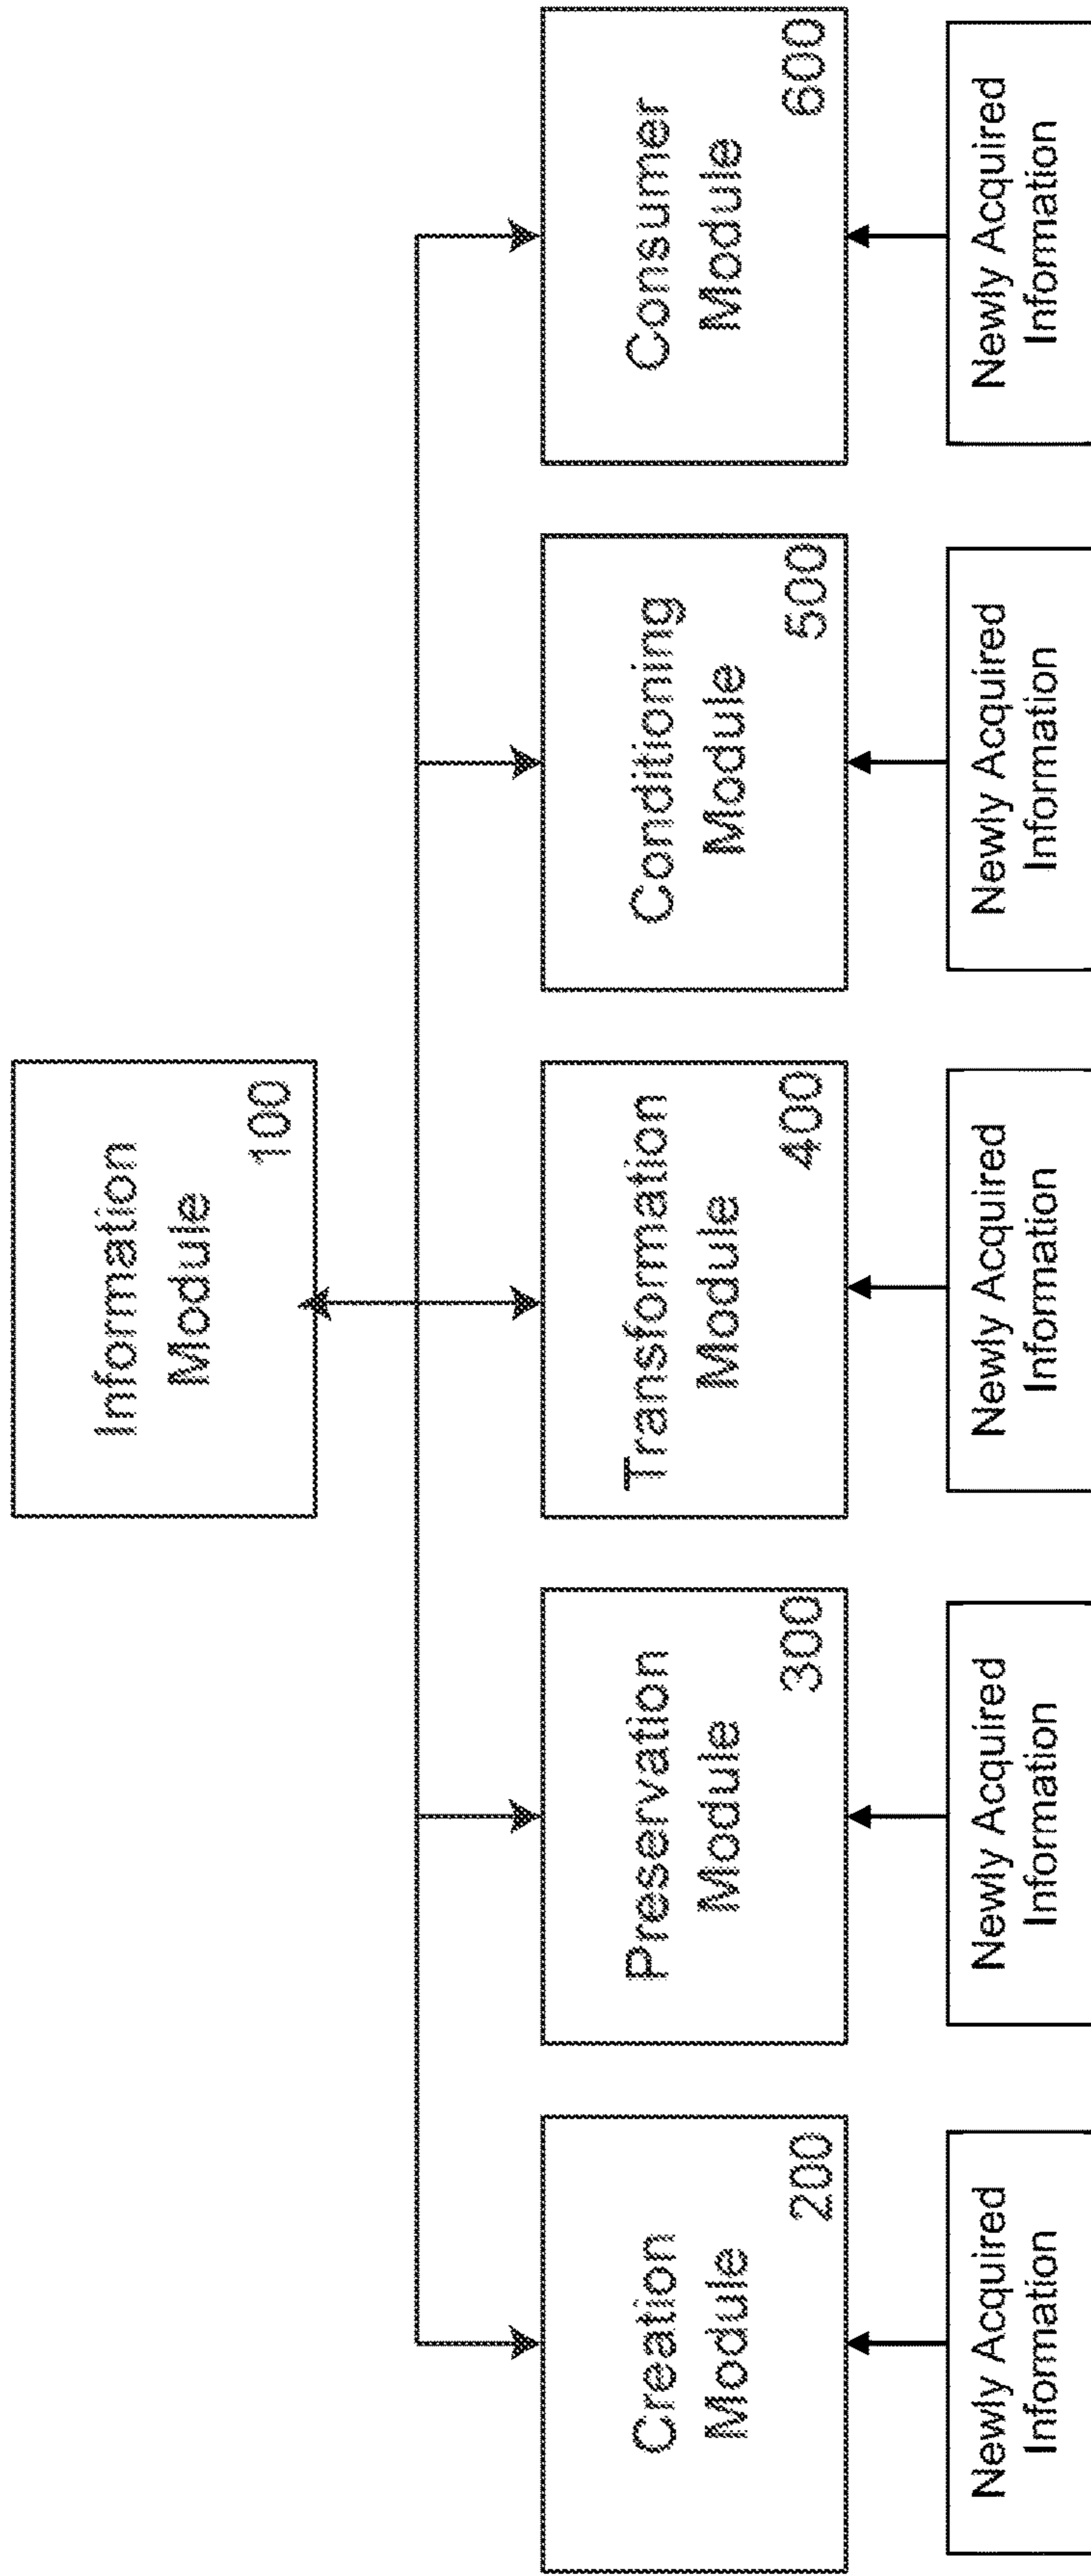 Information
Module
100
Creation
Module
200
Preservation
Module
300
Transformation
Module
400
Conditioning
Module
500
Consumer
Module
600
Newly Acquired
Information
Newly Acquired
Information
Newly Acquired
Information
Newly Acquired
Information
Newly Acquired
Information